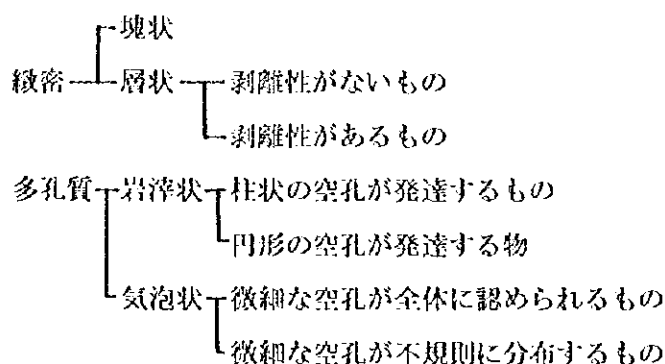 塊状
緻密 層状 剥離性がないもの
剥離性があるもの
多孔質 岩滓状 柱状の空孔が発達するもの
円形の空孔が発達する物
気泡状 微細な空孔が全体に認められるもの
微細な空孔が不規則に分布するもの